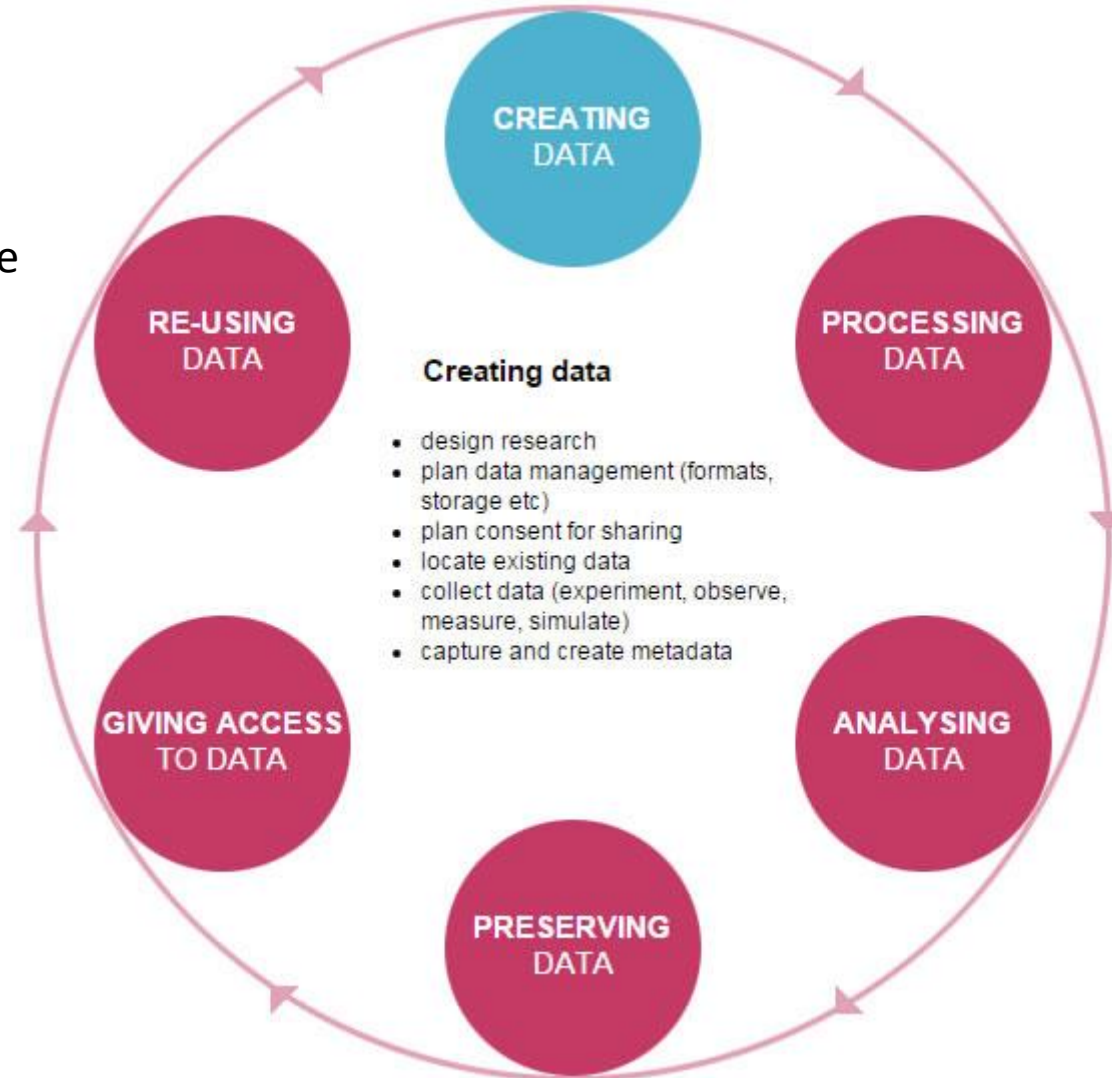 CREATING
DATA
e
RE-USING
DATA
PROCESSING
DATA
Creating data
• design research
• plan data management (formats,
storage etc)
• plan consent for sharing
• locate existing data
• collect data (experiment, observe,
measure, simulate)
• capture and create metadata
GIVING ACCESS
TO DATA
ANALYSING
DATA
PRESERVING
DATA